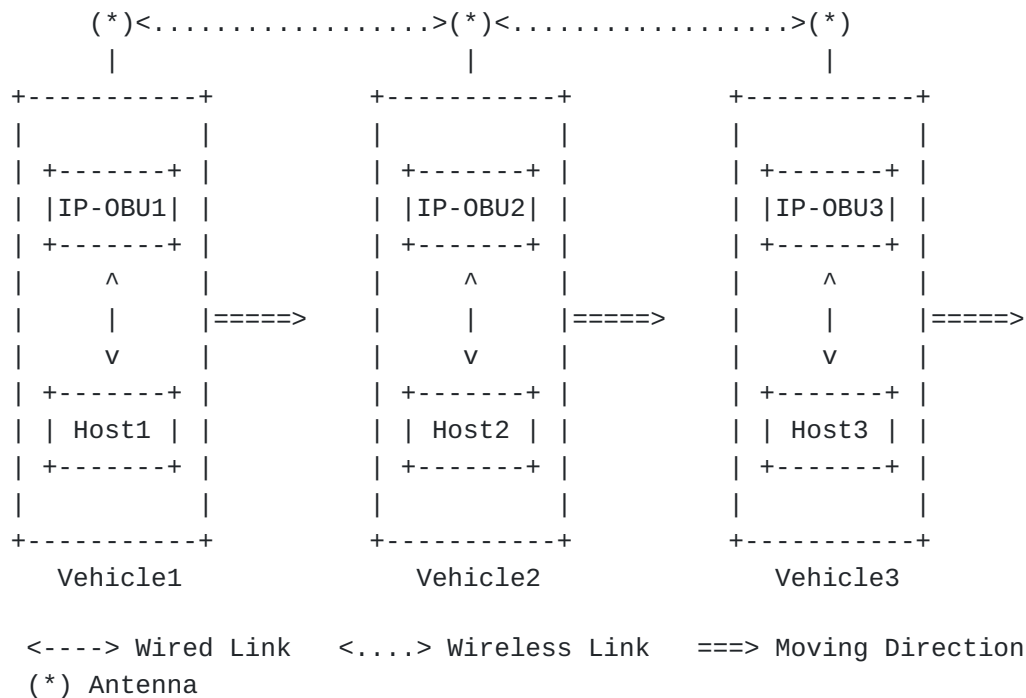 (*)<..................>(*)<..................>(*)
IP-OBU1 IP-OBU2 IP-OBU3
=====> =====> =====>
Host1 Host2 Host3
Vehicle1 Vehicle2 Vehicle3
<----> Wired Link <....> Wireless Link ===> Moving Direction
(*) Antenna